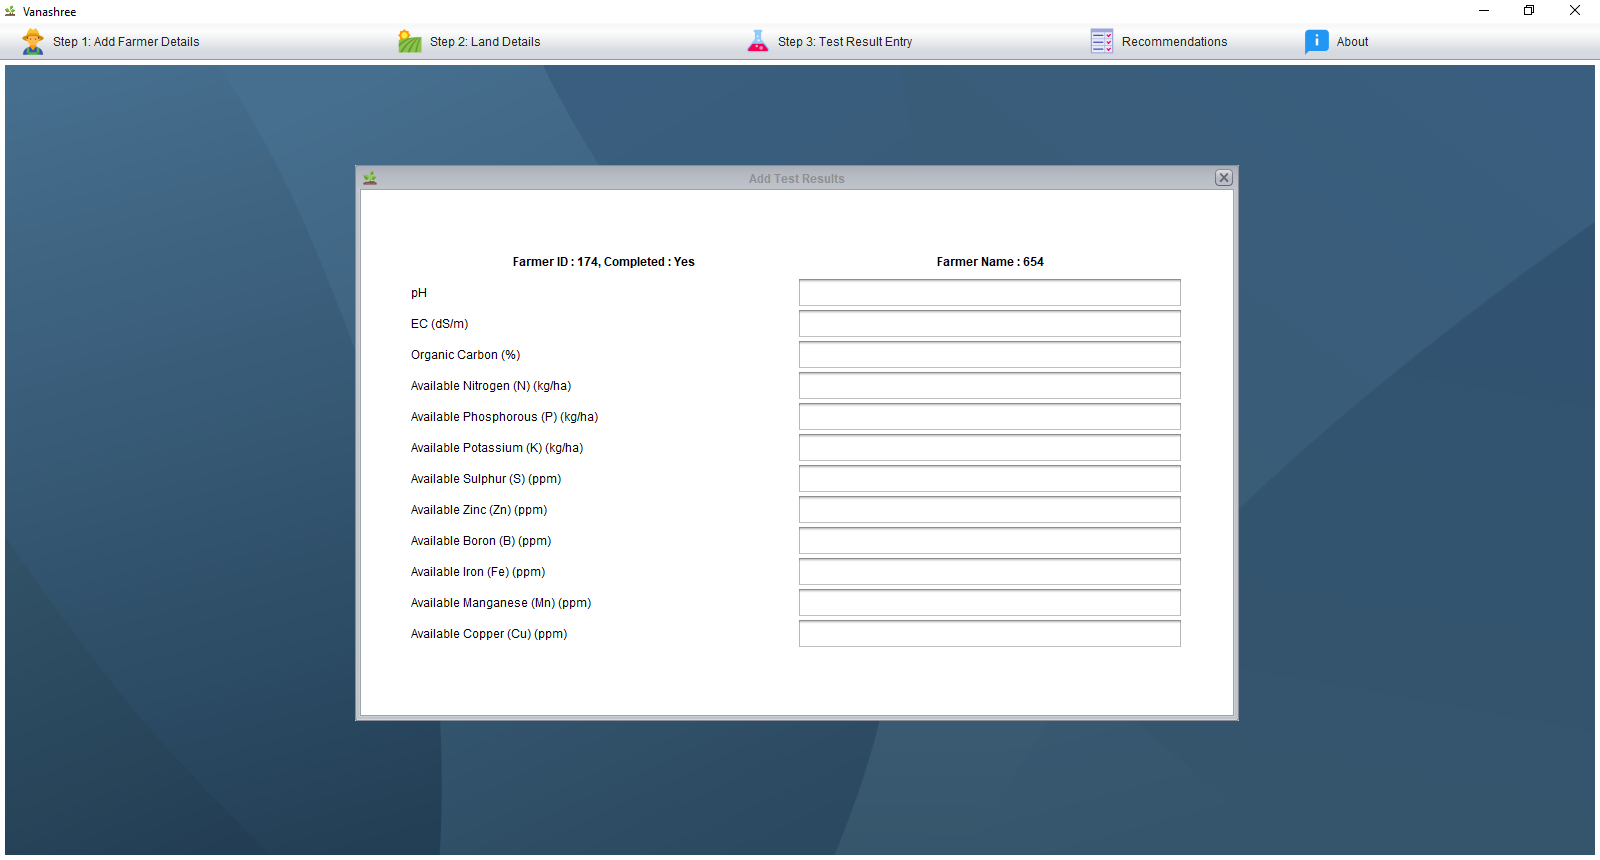 Vanashree
Step 1: Add Farmer Details
Step 2: Land Details
Step 3: Test Result Entry
Recommendations
About
Add Test Results
Farmer ID : 174, Completed : Yes
Farmer Name : 654
pH
EC (dS/m)
Organic Carbon (%)
Available Nitrogen (N) (kg/ha)
Available Phosphorous (P) (kg/ha)
Available Potassium (K) (kg/ha)
Available Sulphur (S) (ppm)
Available Zinc (Zn) (ppm)
Available Boron (B) (ppm)
Available Iron (Fe) (ppm)
Available Manganese (Mn) (ppm)
Available Copper (Cu) (ppm)